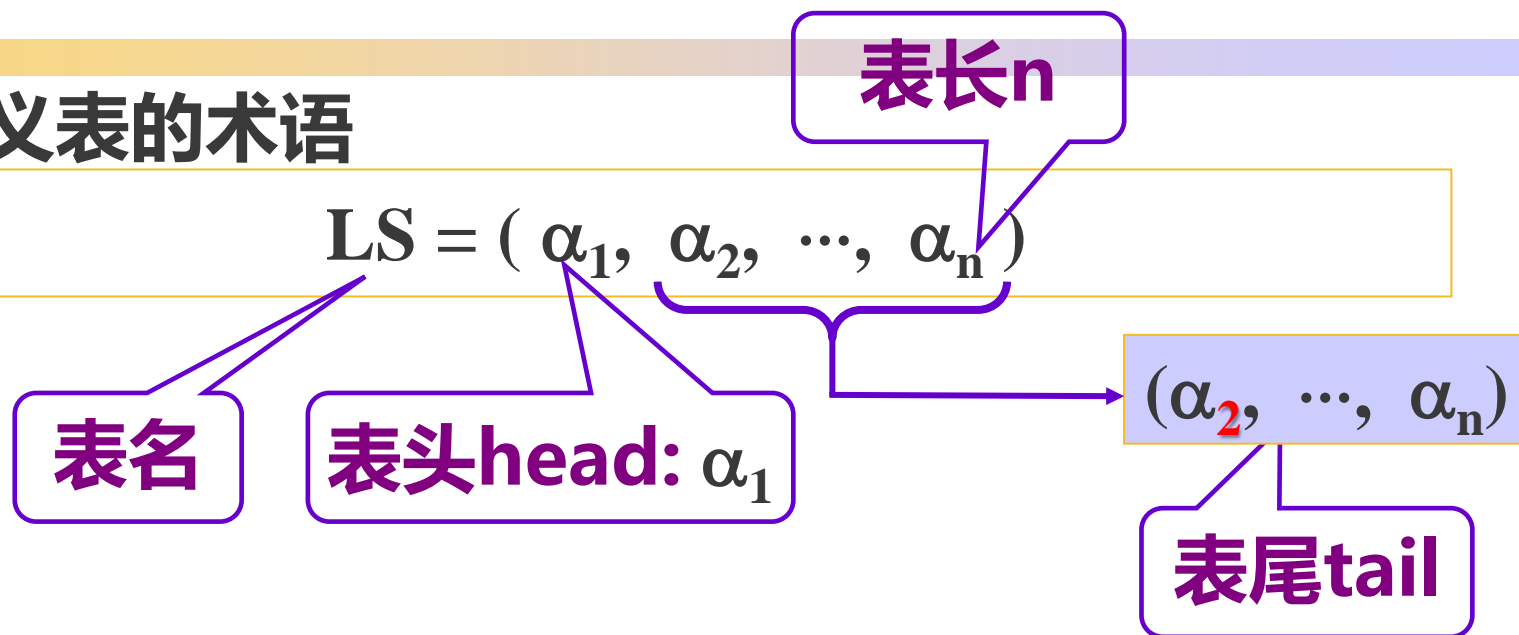 表长n
义表的术语
LS = ( α₁, α₂, ···, αₙ )
(α₂, ···, αₙ)
表名
表头head: α₁
表尾tail